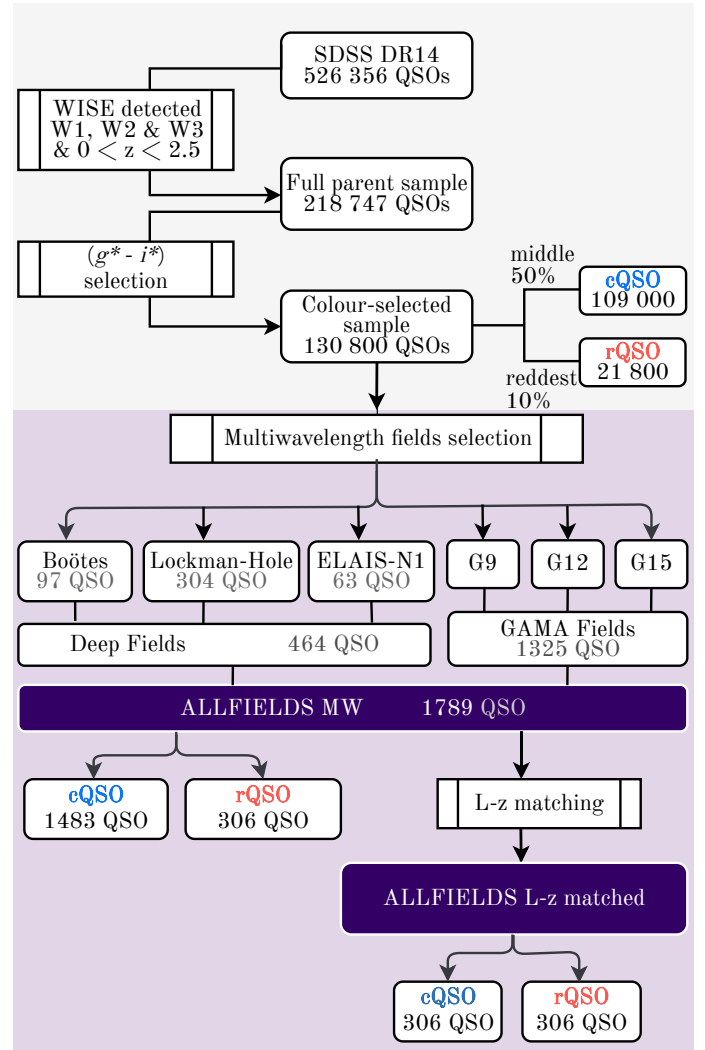 SDSS DR14
526 356 QSOs
WISE detected
W1, W2 & W3
& 0 < z < 2.5
Full parent sample
218 747 QSOs
(g* - i*)
selection
Colour-selected
sample
130 800 QSOs
middle
50%
cQSO
109 000
rQSO
21 800
reddest
10%
Multiwavelength fields selection
Boötes
97 QSO
Lockman-Hole
304 QSO
ELAIS-N1
63 QSO
G9
G12
G15
Deep Fields 464 QSO
GAMA Fields
1325 QSO
ALLFIELDS MW 1789 QSO
cQSO
1483 QSO
rQSO
306 QSO
L-z matching
ALLFIELDS L-z matched
cQSO
306 QSO
rQSO
306 QSO